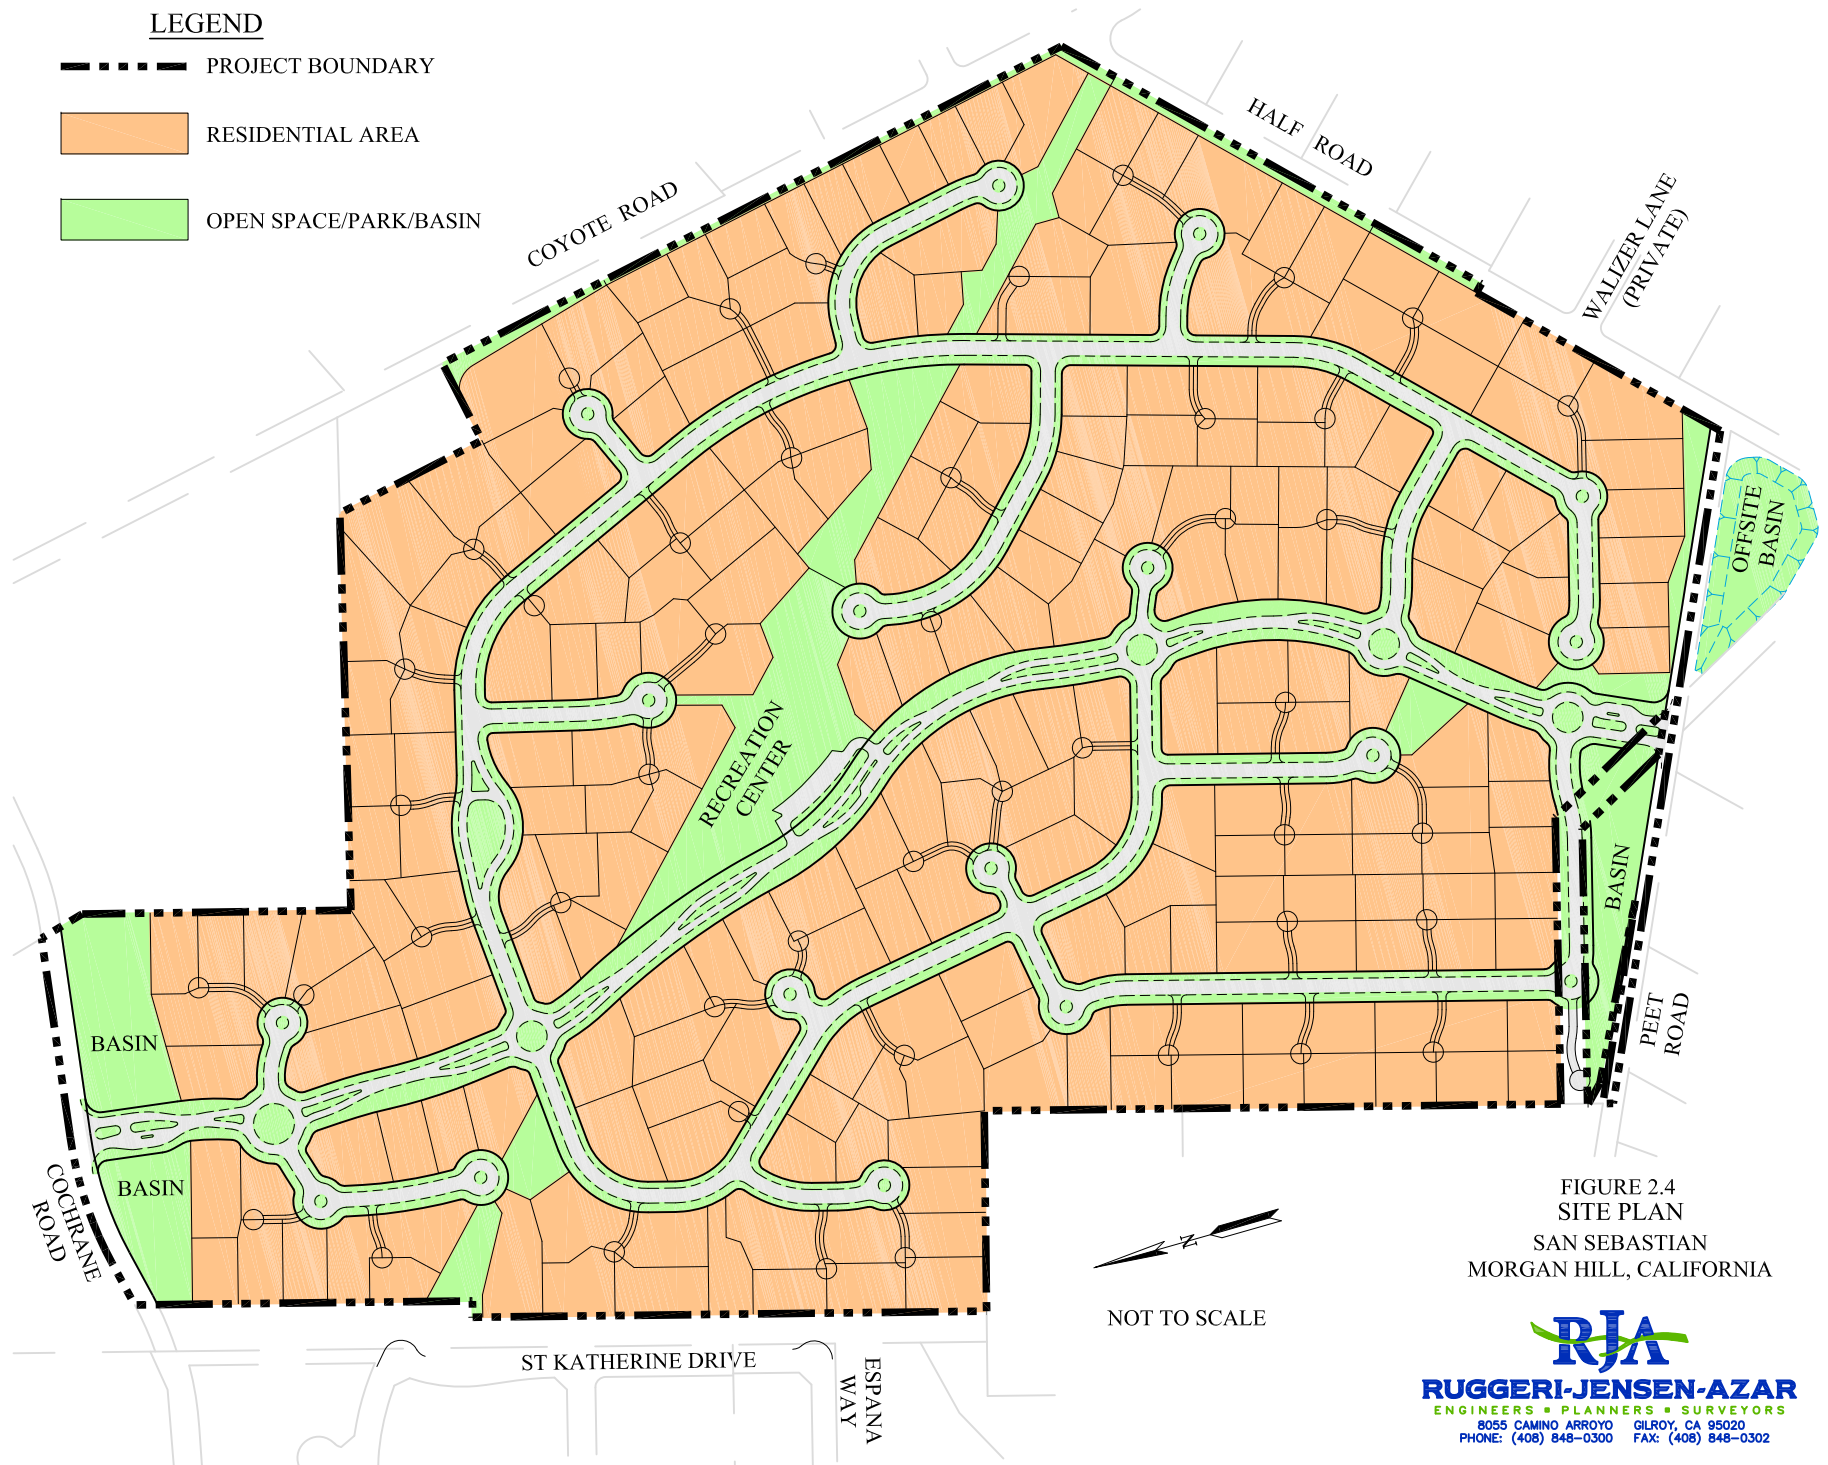 LEGEND
PROJECT BOUNDARY
RESIDENTIAL AREA
OPEN SPACE/PARK/BASIN
COYOTE ROAD
HALF ROAD
WALIZER LANE
(PRIVATE)
OFFSITE
BASIN
RECREATION
CENTER
BASIN
PEET
ROAD
BASIN
BASIN
COCHRANE
ROAD
ST KATHERINE DRIVE
ESPANA
WAY
N
NOT TO SCALE
FIGURE 2.4
SITE PLAN
SAN SEBASTIAN
MORGAN HILL, CALIFORNIA
RJA
RUGGERI-JENSEN-AZAR
ENGINEERS ▪ PLANNERS ▪ SURVEYORS
8055 CAMINO ARROYO GILROY, CA 95020
PHONE: (408) 848-0300 FAX: (408) 848-0302